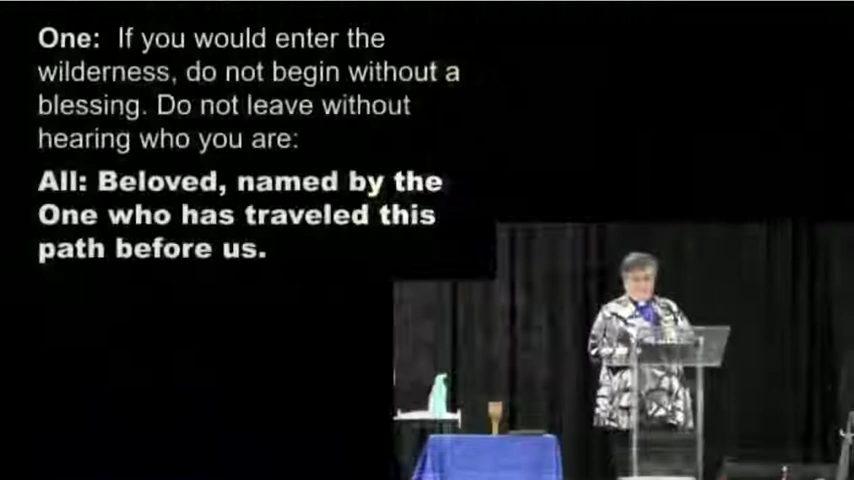 One: If you would enter the
wilderness, do not begin without a
blessing. Do not leave without
hearing who you are:
All: Beloved, named by the
One who has traveled this
path before us.